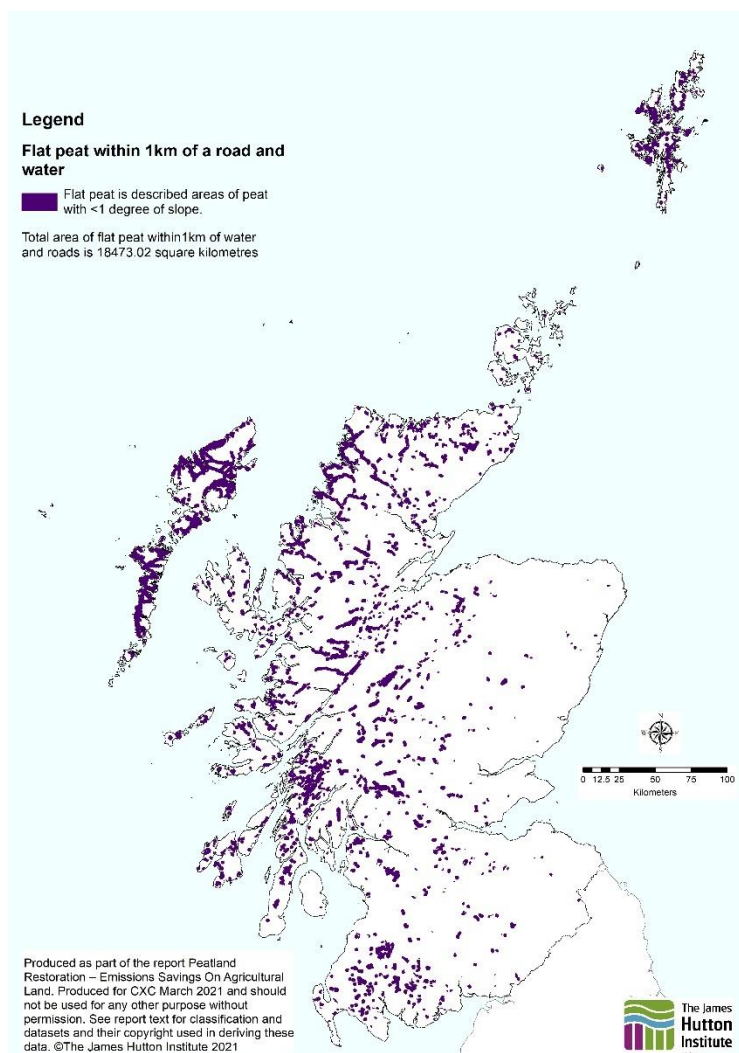 Legend
Flat peat within 1km of a road and
water
Flat peat is described areas of peat
with <1 degree of slope.
Total area of flat peat within1km of water
and roads is 18473.02 square kilometres
N
0 12.5 25 50 75 100
Kilometers
Produced as part of the report Peatland
Restoration – Emissions Savings On Agricultural
Land. Produced for CXC March 2021 and should
not be used for any other purpose without
permission. See report text for classification and
datasets and their copyright used in deriving these
data. ©The James Hutton Institute 2021
The James
Hutton
Institute